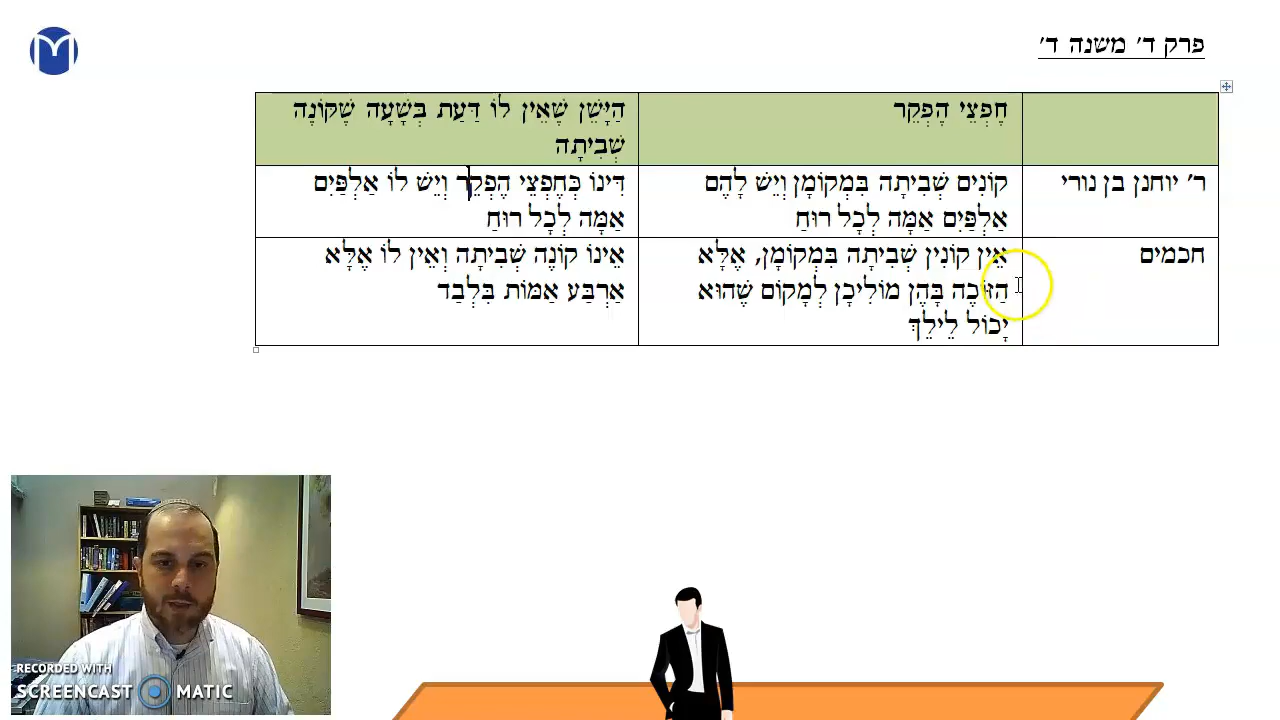 פרק ד' משנה ד'
חֶפְצֵי הֶפְקֵר
הַיָּשֵׁן שֶׁאֵין לוֹ דַּעַת בְּשָׁעָה שֶׁקּוֹנֶה
שְׁבִיתָה
ר' יוחנן בן נורי
קוֹנִים שְׁבִיתָה בִּמְקוֹמָן וְיֵשׁ לָהֶם
אַלְפַּיִם אַמָּה לְכָל רוּחַ
דִּינוֹ כְּחֶפְצֵי הֶפְקֵר וְיֵשׁ לוֹ אַלְפַּיִם
אַמָּה לְכָל רוּחַ
חכמים
אֵין קוֹנִין שְׁבִיתָה בִּמְקוֹמָן, אֶלָּא
הַזּוֹכֶה בָּהֶן מוֹלִיכָן לְמָקוֹם שֶׁהוּא
יָכוֹל לֵילֵךְ
אֵינוֹ קוֹנֶה שְׁבִיתָה וְאֵין לוֹ אֶלָּא
אַרְבַּע אַמּוֹת בִּלְבַד
RECORDED WITH
SCREENCAST MATIC